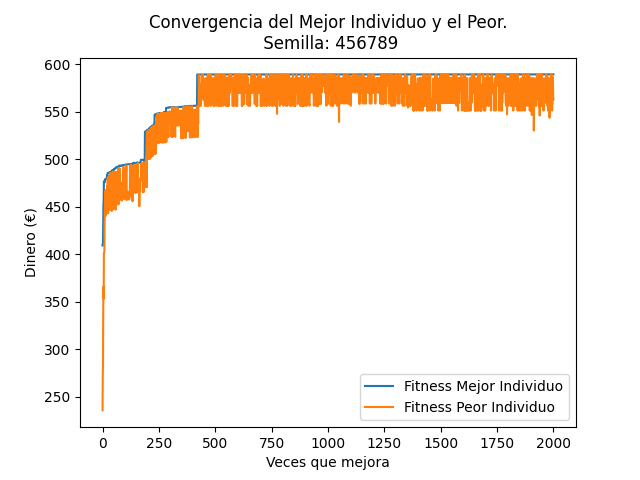 Convergencia del Mejor Individuo y el Peor.
Semilla: 456789
600
550
500
450
400
350
300
250
Dinero (€)
Fitness Mejor Individuo
Fitness Peor Individuo
0 250 500 750 1000 1250 1500 1750 2000
Veces que mejora